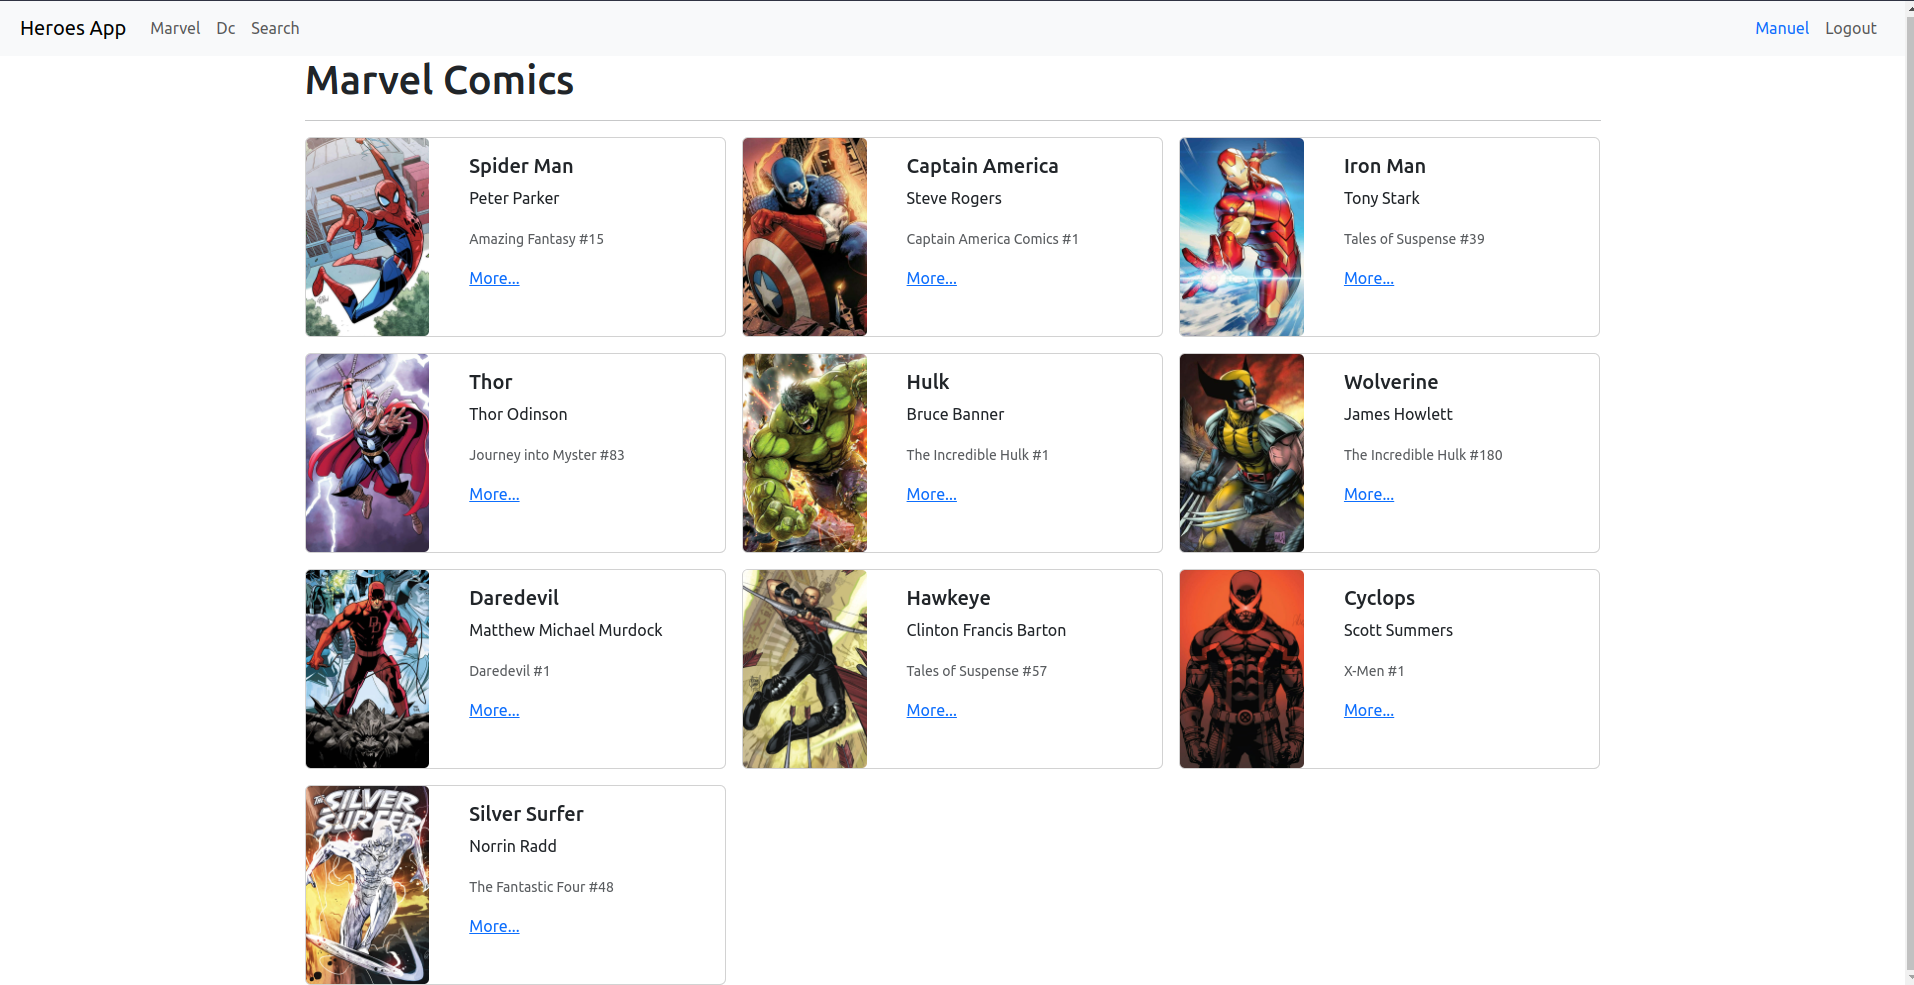 Heroes App Marvel Dc Search Manuel Logout
Marvel Comics
Spider Man
Peter Parker
Amazing Fantasy #15
More...
Captain America
Steve Rogers
Captain America Comics #1
More...
Iron Man
Tony Stark
Tales of Suspense #39
More...
Thor
Thor Odinson
Journey into Myster #83
More...
Hulk
Bruce Banner
The Incredible Hulk #1
More...
Wolverine
James Howlett
The Incredible Hulk #180
More...
Daredevil
Matthew Michael Murdock
Daredevil #1
More...
Hawkeye
Clinton Francis Barton
Tales of Suspense #57
More...
Cyclops
Scott Summers
X-Men #1
More...
THE SILVER
SURFER
Silver Surfer
Norrin Radd
The Fantastic Four #48
More...